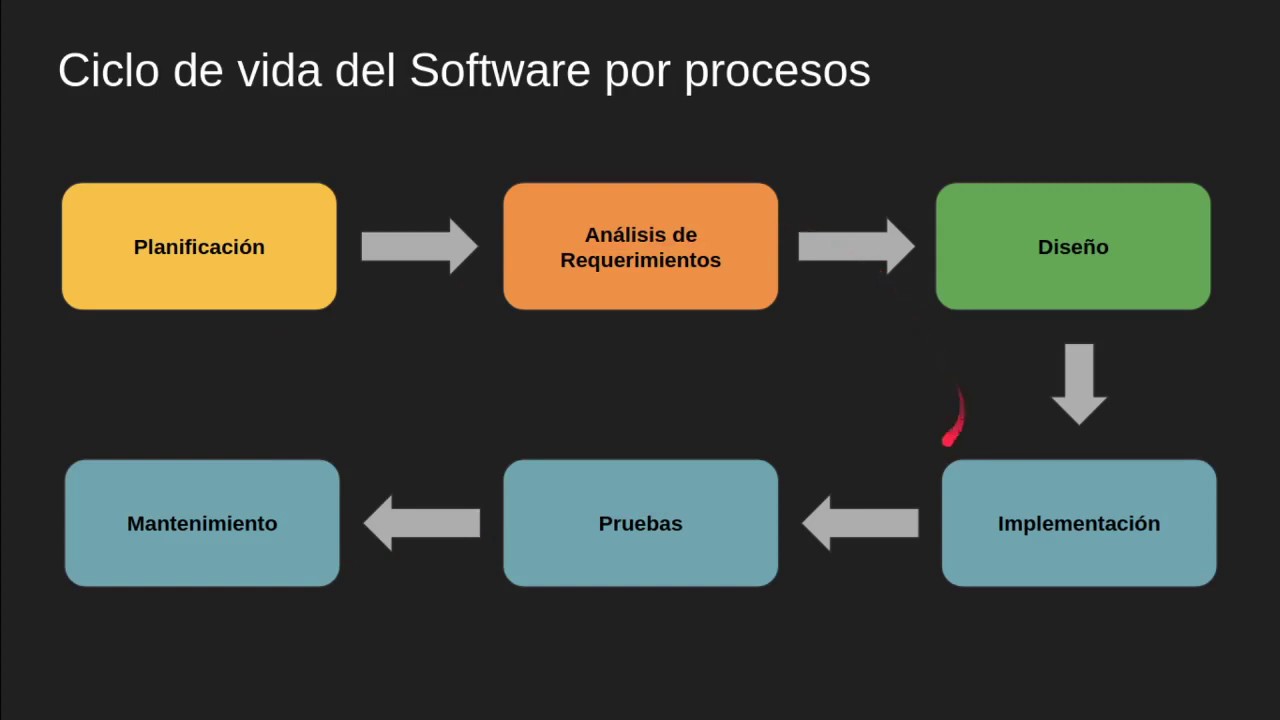 Ciclo de vida del Software por procesos
Planificación
Análisis de
Requerimientos
Diseño
Mantenimiento
Pruebas
Implementación